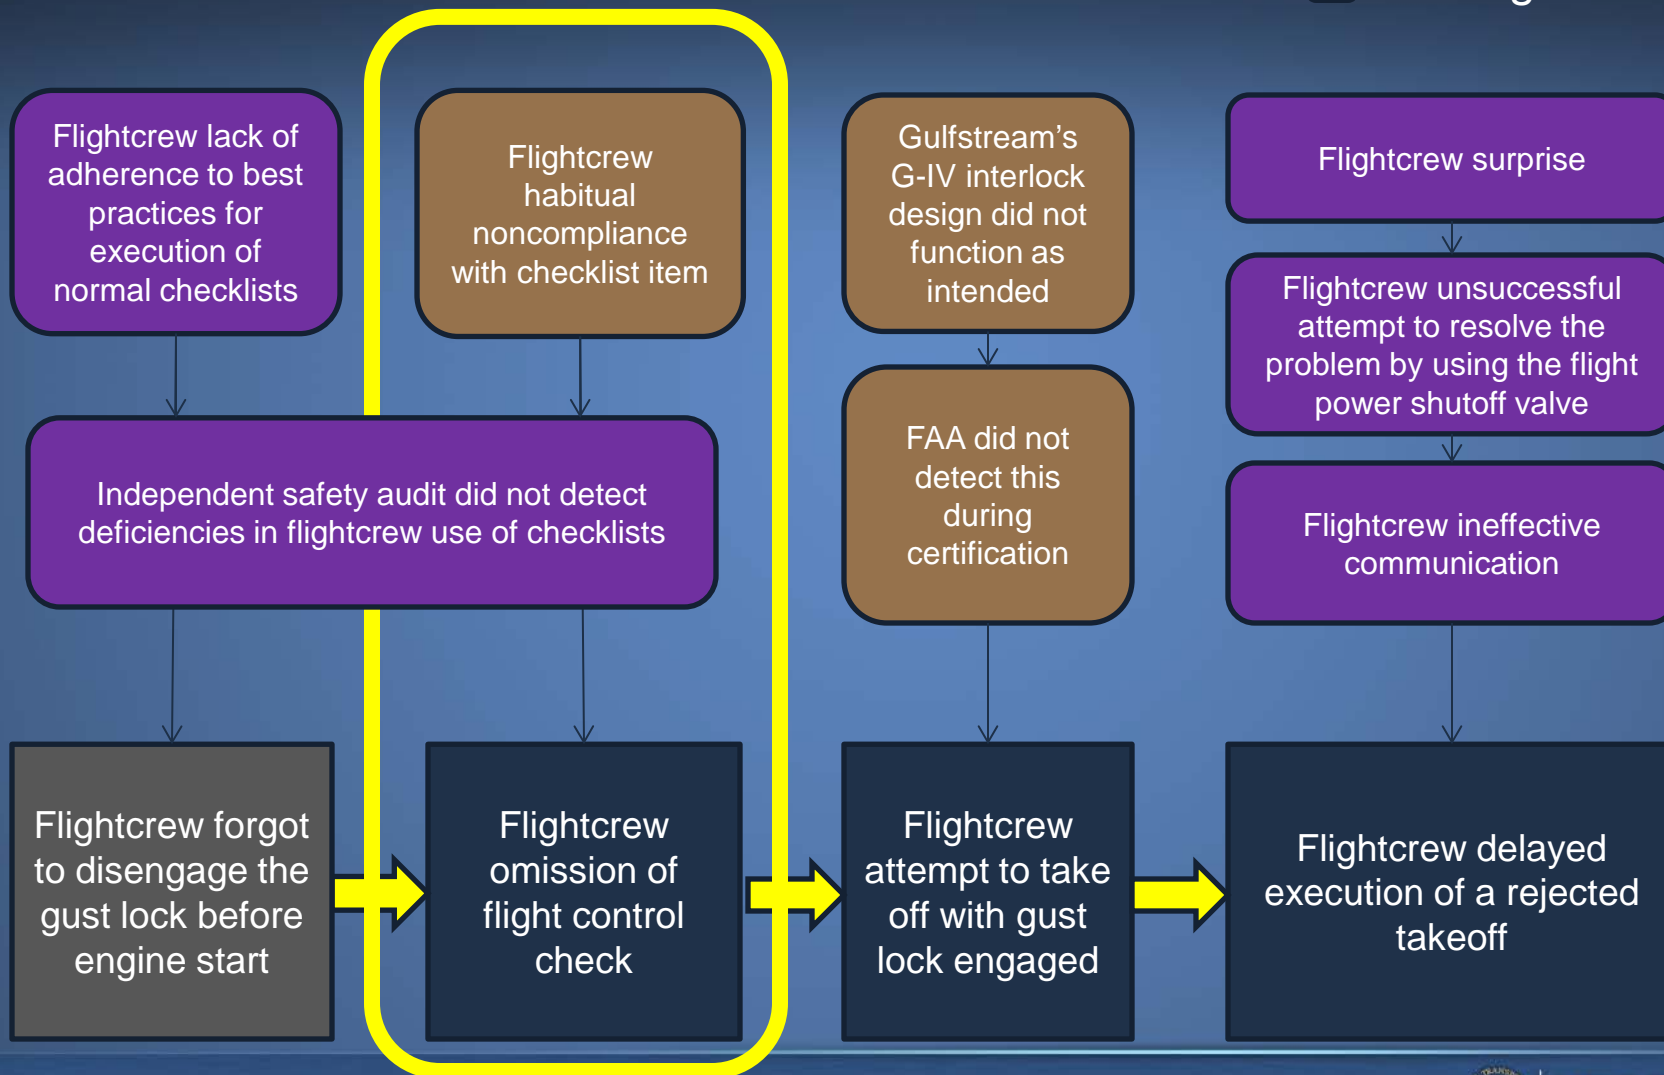 Flightcrew lack of
adherence to best
practices for
execution of
normal checklists
Flightcrew
habitual
noncompliance
with checklist item
Gulfstream’s
G-IV interlock
design did not
function as
intended
Flightcrew surprise
Flightcrew unsuccessful
attempt to resolve the
problem by using the flight
power shutoff valve
Independent safety audit did not detect
deficiencies in flightcrew use of checklists
FAA did not
detect this
during
certification
Flightcrew ineffective
communication
Flightcrew forgot
to disengage the
gust lock before
engine start
Flightcrew
omission of
flight control
check
Flightcrew
attempt to take
off with gust
lock engaged
Flightcrew delayed
execution of a rejected
takeoff